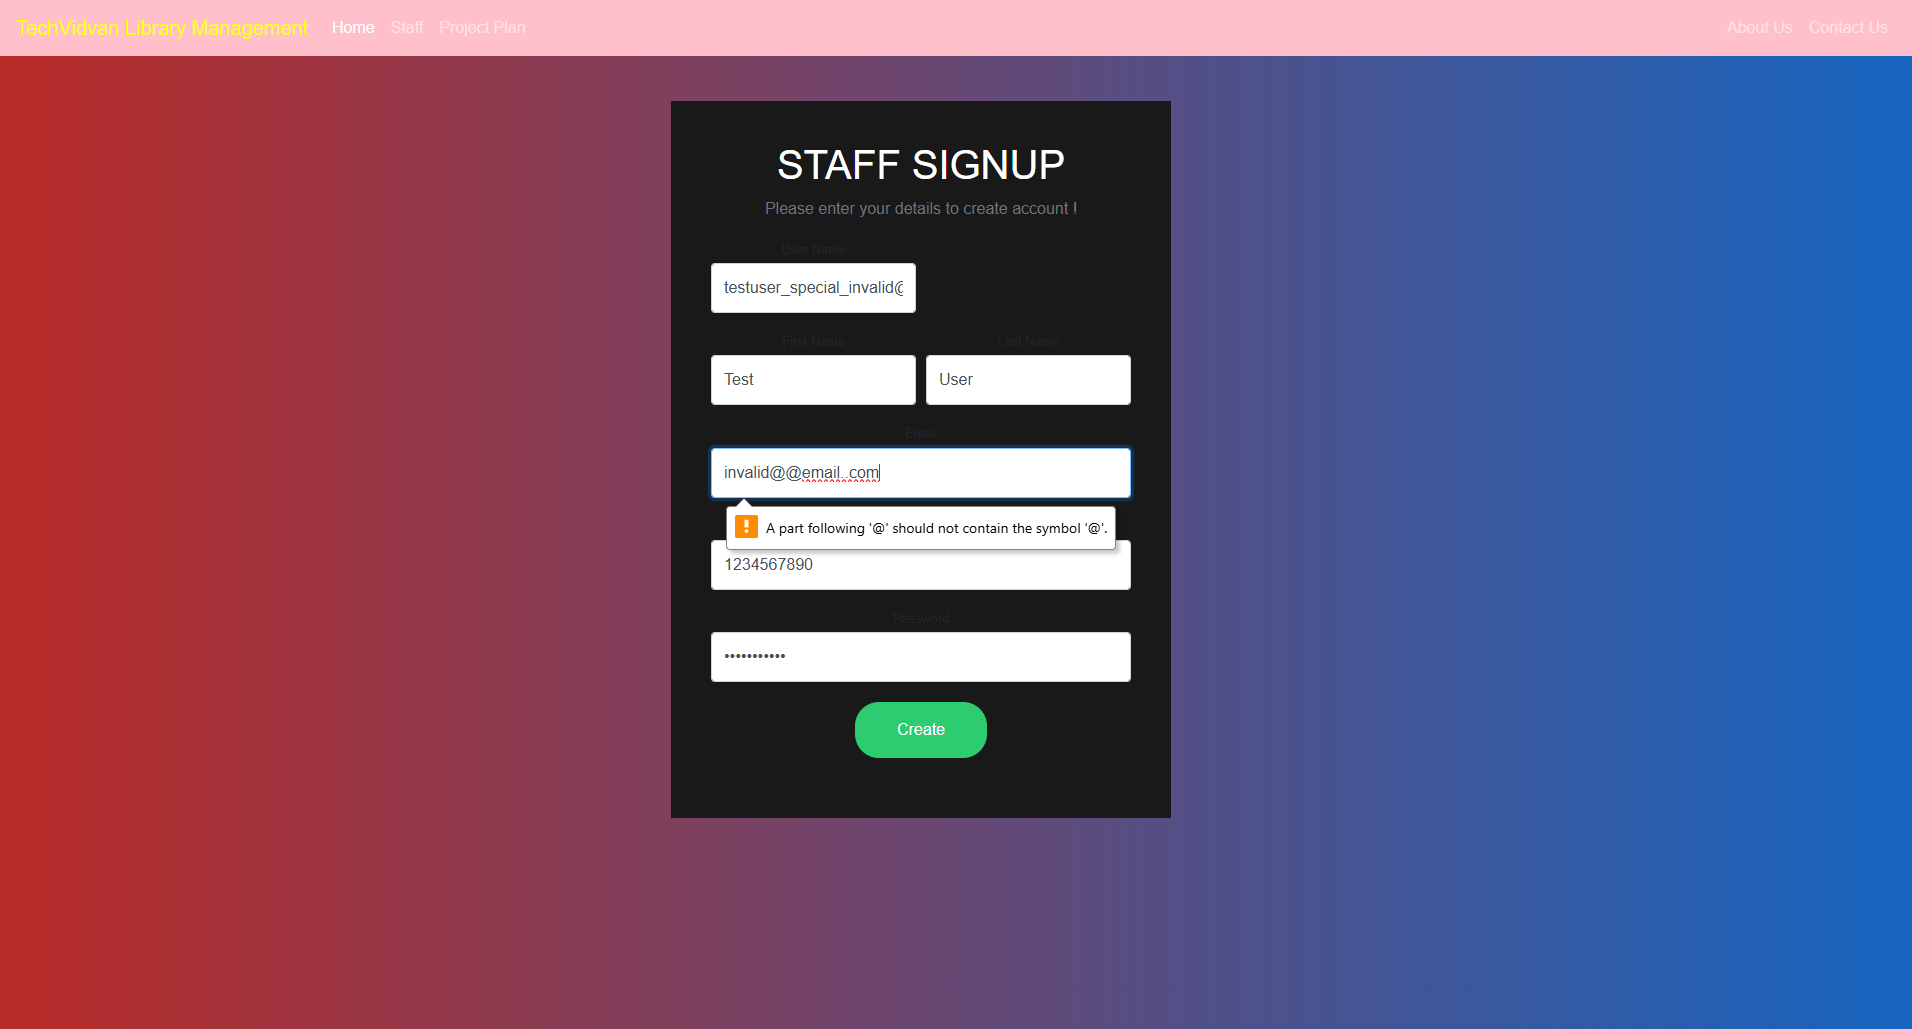 TechVidvan Library Management Home Staff Project Plan About Us Contact Us
STAFF SIGNUP
Please enter your details to create account !
User Name
testuser_special_invalid@
First Name Last Name
Test User
Email
invalid@@email..com
A part following '@' should not contain the symbol '@'.
1234567890
Password
•••••••••••
Create